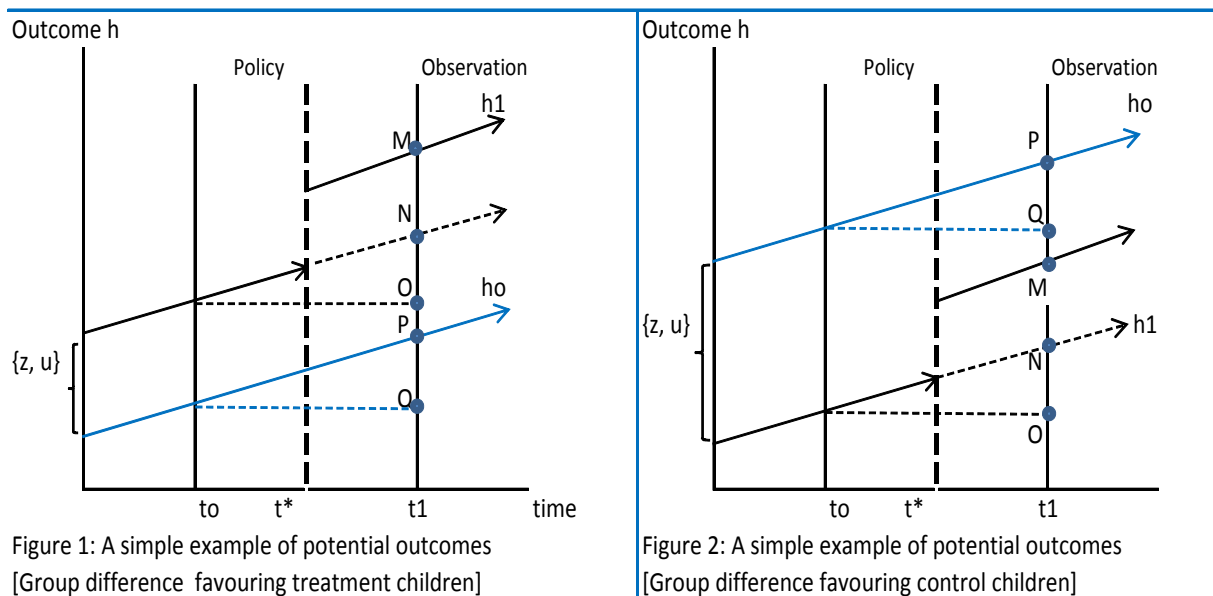 Outcome h
Policy
Observation
h1
M
N
O
ho
P
Q
{z, u}
to
t*
t1
time
Figure 1: A simple example of potential outcomes
[Group difference favouring treatment children]
Outcome h
Policy
Observation
ho
P
Q
M
{z, u}
h1
N
O
to
t*
t1
Figure 2: A simple example of potential outcomes
[Group difference favouring control children]